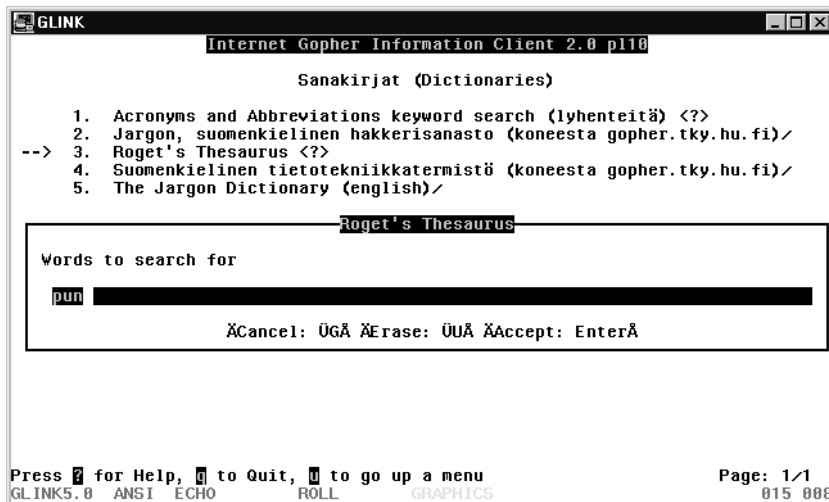 GLINK
Internet Gopher Information Client 2.0 pl10
Sanakirjat (Dictionaries)
1. Acronyms and Abbreviations keyword search (lyhenteitä) <?>
2. Jargon, suomenkielinen hakkerisanasto (koneesta gopher.tky.hu.fi)/
--> 3. Roget's Thesaurus <?>
4. Suomenkielinen tietotekniikkatermistö (koneesta gopher.tky.hu.fi)/
5. The Jargon Dictionary (english)/
Roget's Thesaurus
Words to search for
pun
ÄCancel: ÜGÅ ÄErase: ÜUÅ ÄAccept: EnterÅ
Press ? for Help, q to Quit, u to go up a menu Page: 1/1
GLINK5.0 ANSI ECHO ROLL GRAPHICS 015 008